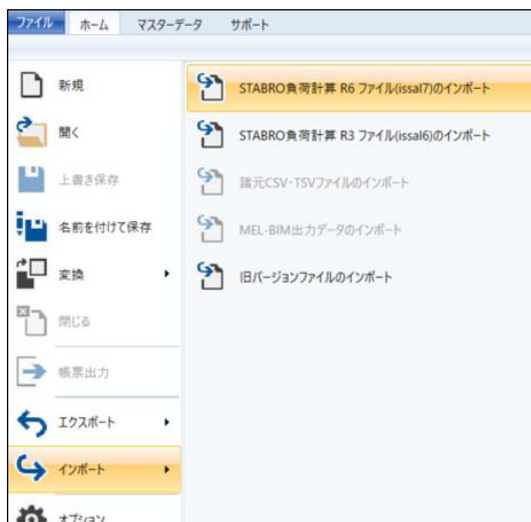 ファイル ホーム マスターデータ サポート
新規
開く
上書き保存
名前を付けて保存
変換
閉じる
帳票出力
エクスポート
インポート
オプション
STABRO負荷計算 R6 ファイル(issal7)のインポート
STABRO負荷計算 R3 ファイル(issal6)のインポート
諸元CSV・TSVファイルのインポート
MEL-BIM出力データのインポート
旧バージョンファイルのインポート